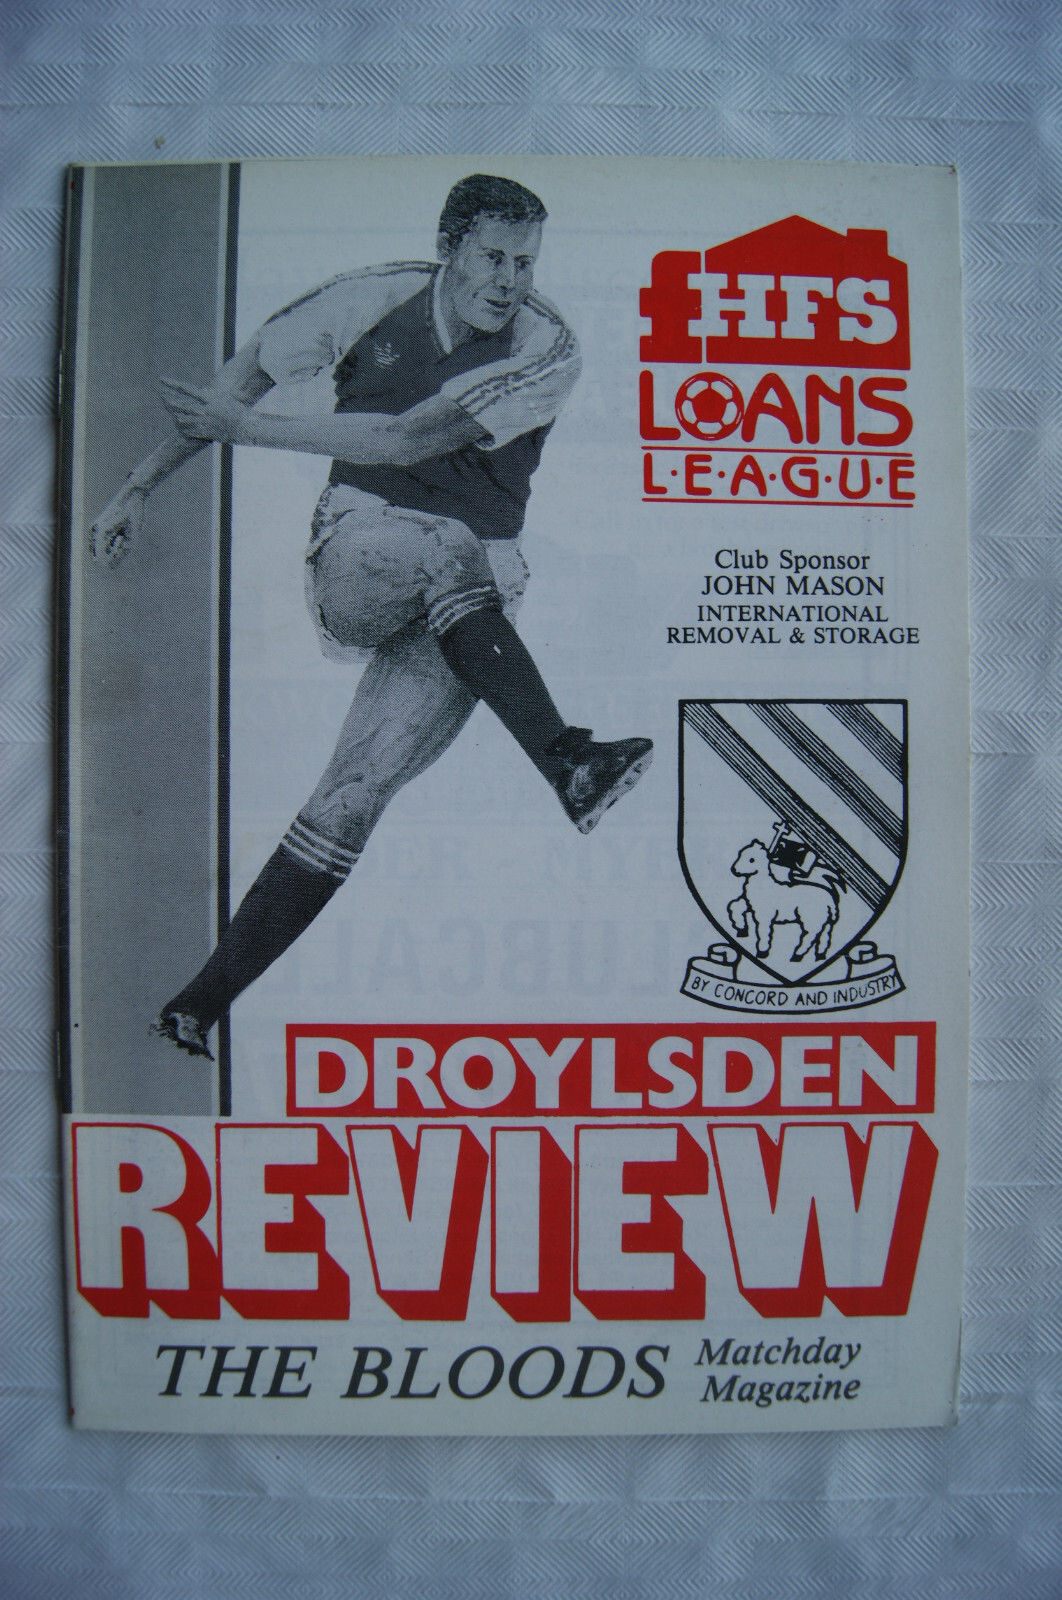 HFS
LOANS
L·E·A·G·U·E
Club Sponsor
JOHN MASON
INTERNATIONAL
REMOVAL & STORAGE
BY CONCORD AND INDUSTRY
DROYLSDEN
REVIEW
THE BLOODS
Matchday
Magazine